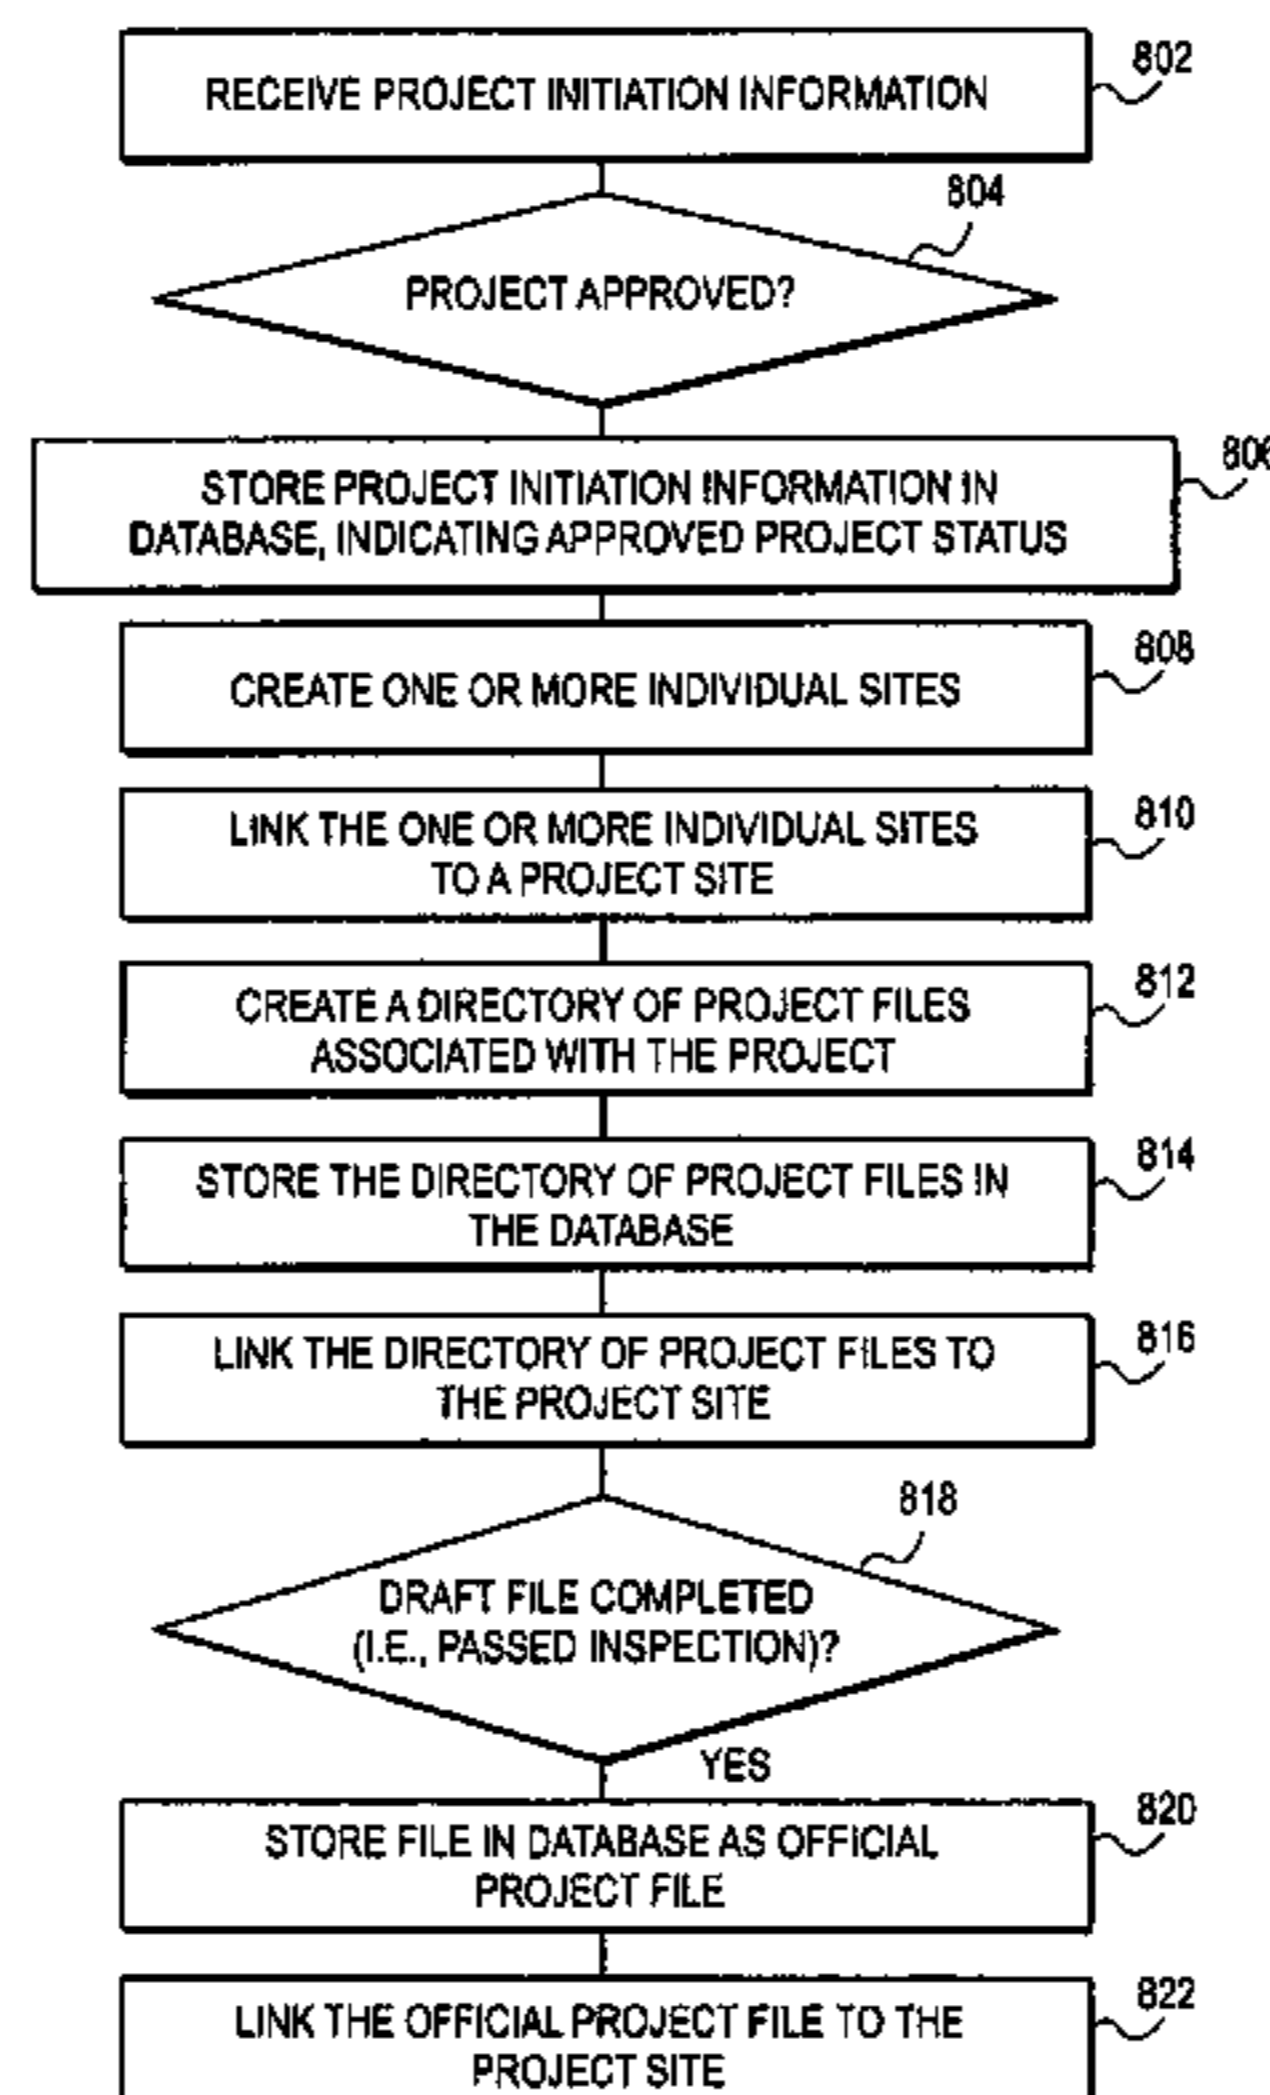 802
RECEIVE PROJECT INITIATION INFORMATION
804
PROJECT APPROVED?
806
STORE PROJECT INITIATION INFORMATION IN
DATABASE, INDICATING APPROVED PROJECT STATUS
808
CREATE ONE OR MORE INDIVIDUAL SITES
810
LINK THE ONE OR MORE INDIVIDUAL SITES
TO A PROJECT SITE
812
CREATE A DIRECTORY OF PROJECT FILES
ASSOCIATED WITH THE PROJECT
814
STORE THE DIRECTORY OF PROJECT FILES IN
THE DATABASE
816
LINK THE DIRECTORY OF PROJECT FILES TO
THE PROJECT SITE
818
DRAFT FILE COMPLETED
(I.E., PASSED INSPECTION)?
YES
820
STORE FILE IN DATABASE AS OFFICIAL
PROJECT FILE
822
LINK THE OFFICIAL PROJECT FILE TO THE
PROJECT SITE